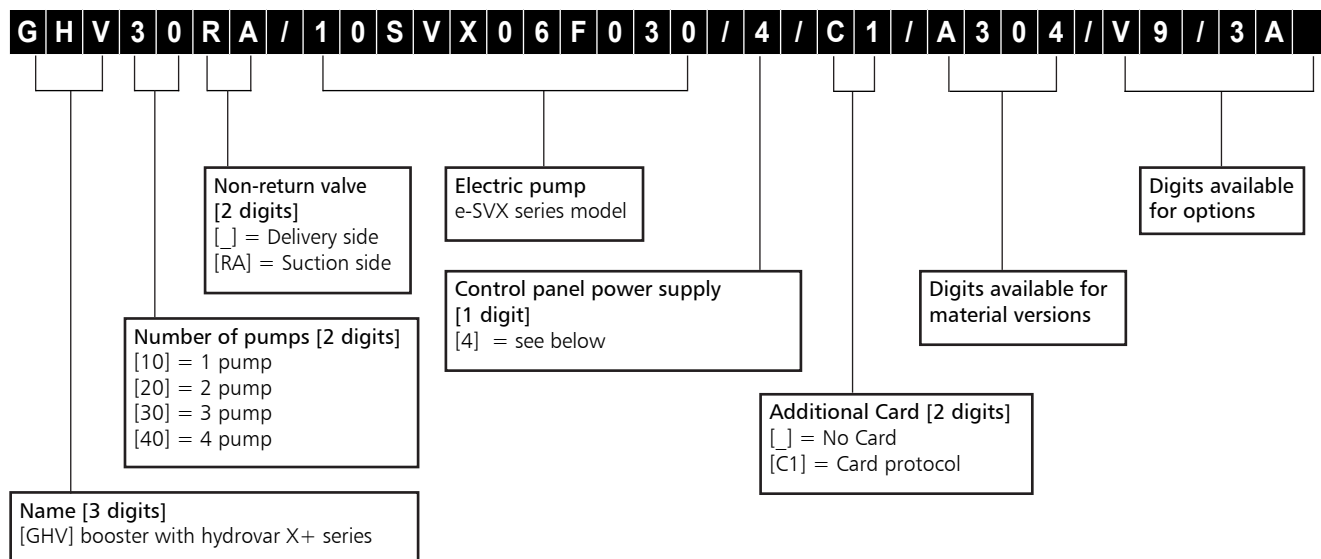 GHV30RA/10SVX06F030/4/C1/A304/V9/3A
Non-return valve
[2 digits]
[_] = Delivery side
[RA] = Suction side
Electric pump
e-SVX series model
Digits available
for options
Control panel power supply
[1 digit]
[4] = see below
Digits available for
material versions
Number of pumps [2 digits]
[10] = 1 pump
[20] = 2 pump
[30] = 3 pump
[40] = 4 pump
Additional Card [2 digits]
[_] = No Card
[C1] = Card protocol
Name [3 digits]
[GHV] booster with hydrovar X+ series